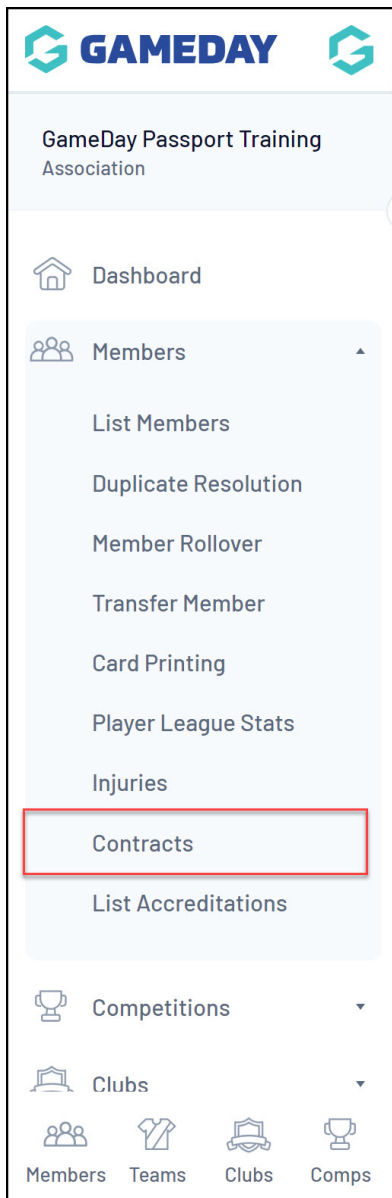 GAMEDAY
GameDay Passport Training
Association
Dashboard
Members
List Members
Duplicate Resolution
Member Rollover
Transfer Member
Card Printing
Player League Stats
Injuries
Contracts
List Accreditations
Competitions
Clubs
Members Teams Clubs Comps